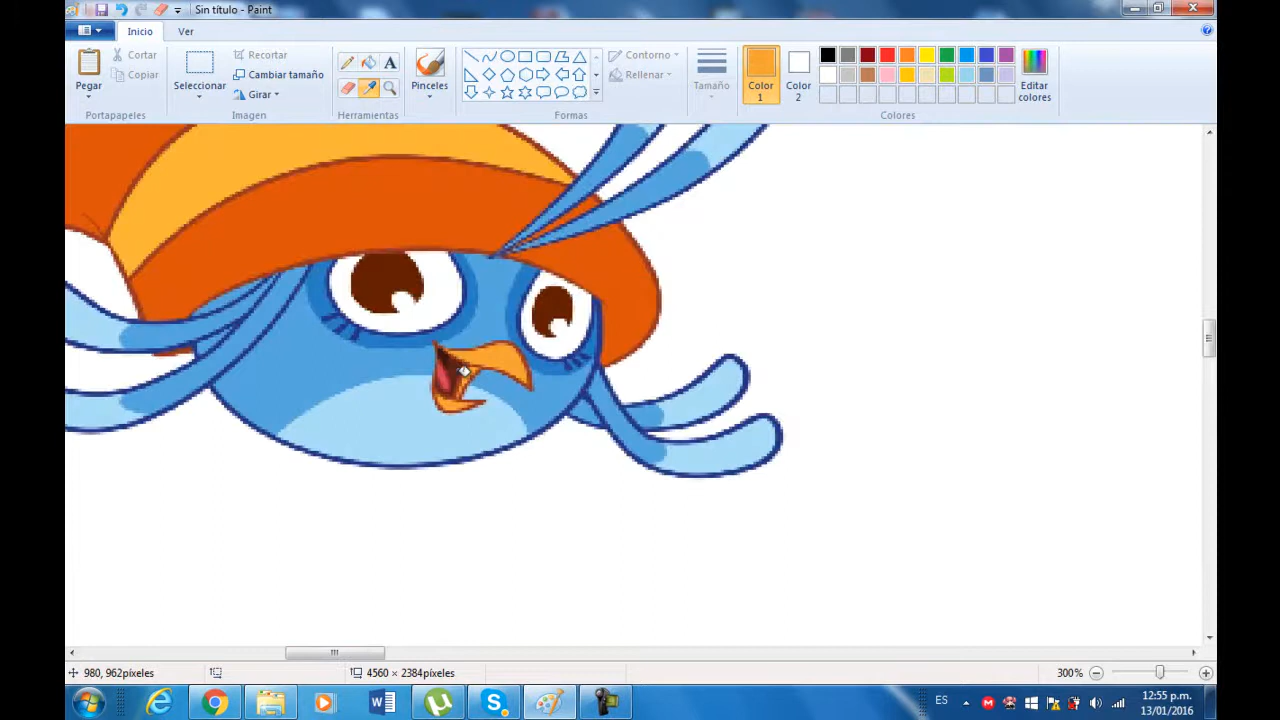 Sin título - Paint
Inicio
Ver
Pegar
Cortar
Copiar
Portapapeles
Seleccionar
Recortar
Cambiar tamaño
Girar
Imagen
A
Herramientas
Pinceles
Contorno
Rellenar
Formas
Tamaño
Color 1
Color 2
Editar colores
Colores
980, 962píxeles
4560 × 2384píxeles
300%
ES
12:55 p.m.
13/01/2016